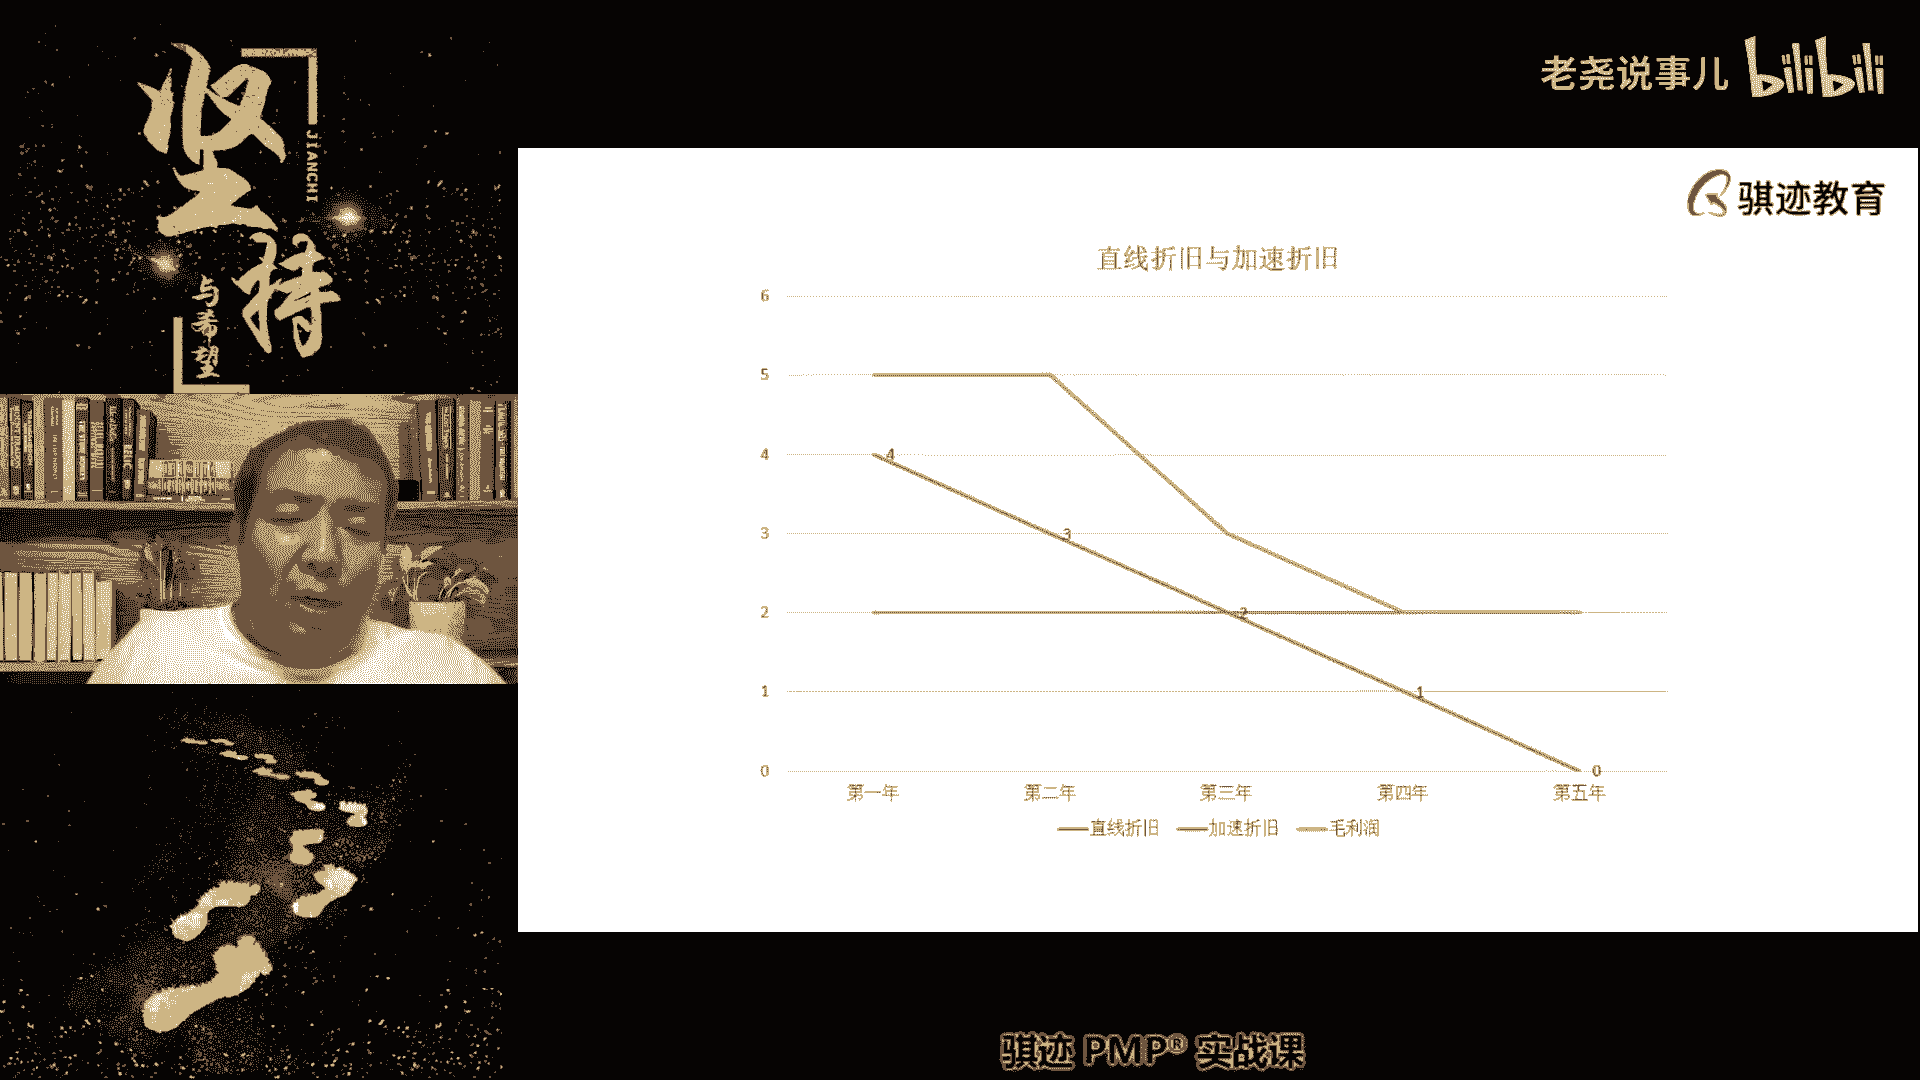 坚持
JIANCHI
与希望
老尧说事儿 bilibili
骐迹教育
直线折旧与加速折旧
6
5
4
3
2
1
0
4
3
2
1
0
第一年 第二年 第三年 第四年 第五年
直线折旧 加速折旧 毛利润
骐迹 PMP® 实战课